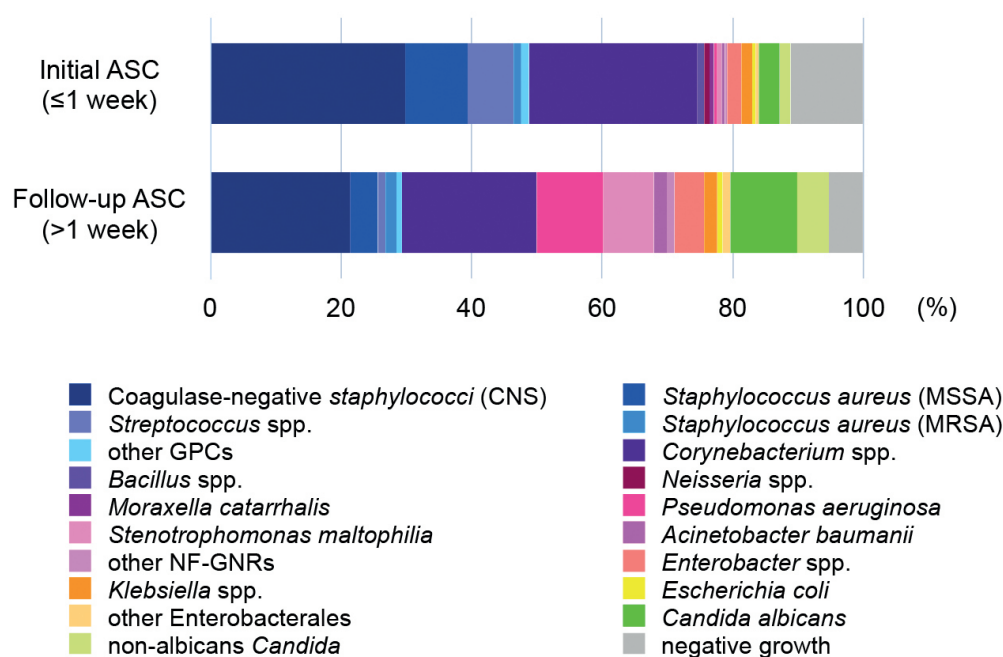 Initial ASC
(≤1 week)
Follow-up ASC
(>1 week)
0 20 40 60 80 100 (%)
Coagulase-negative staphylococci (CNS)
Streptococcus spp.
other GPCs
Bacillus spp.
Moraxella catarrhalis
Stenotrophomonas maltophilia
other NF-GNRs
Klebsiella spp.
other Enterobacterales
non-albicans Candida
Staphylococcus aureus (MSSA)
Staphylococcus aureus (MRSA)
Corynebacterium spp.
Neisseria spp.
Pseudomonas aeruginosa
Acinetobacter baumanii
Enterobacter spp.
Escherichia coli
Candida albicans
negative growth